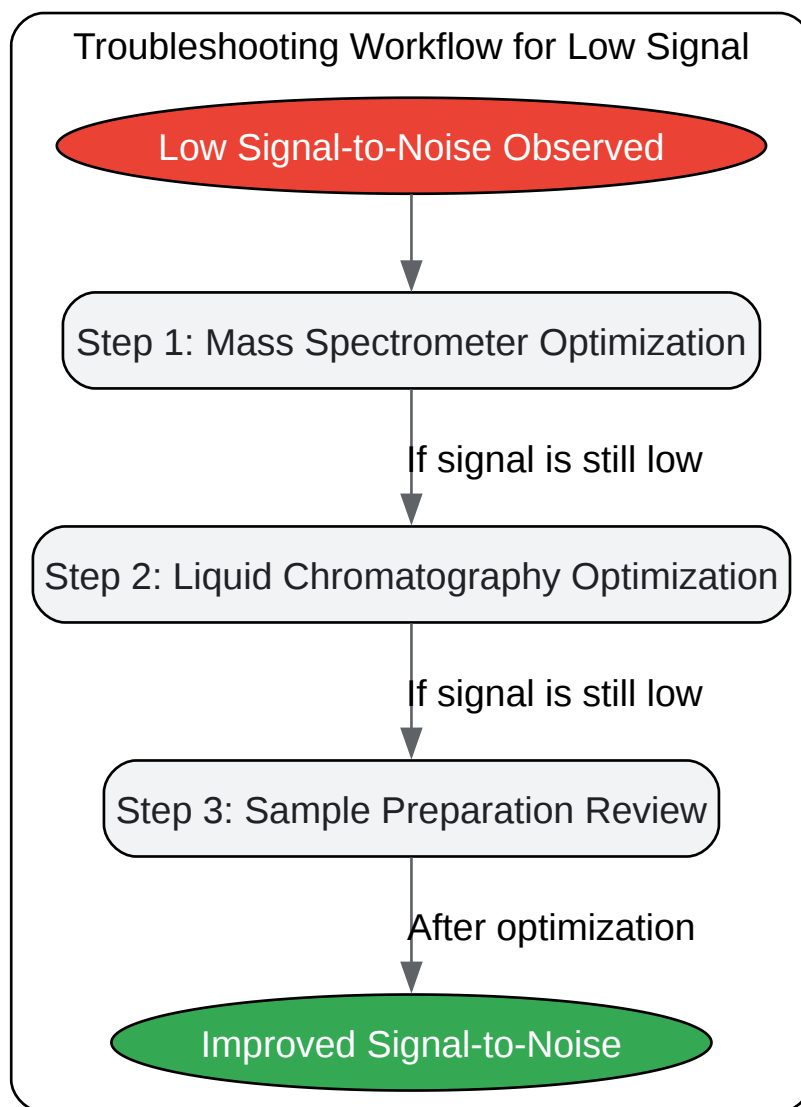 Troubleshooting Workflow for Low Signal
Low Signal-to-Noise Observed
Step 1: Mass Spectrometer Optimization
If signal is still low
Step 2: Liquid Chromatography Optimization
If signal is still low
Step 3: Sample Preparation Review
After optimization
Improved Signal-to-Noise